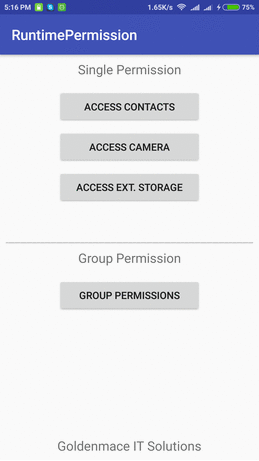 5:16 PM 1.65K/s 75%
RuntimePermission
Single Permission
ACCESS CONTACTS
ACCESS CAMERA
ACCESS EXT. STORAGE
Group Permission
GROUP PERMISSIONS
Goldenmace IT Solutions